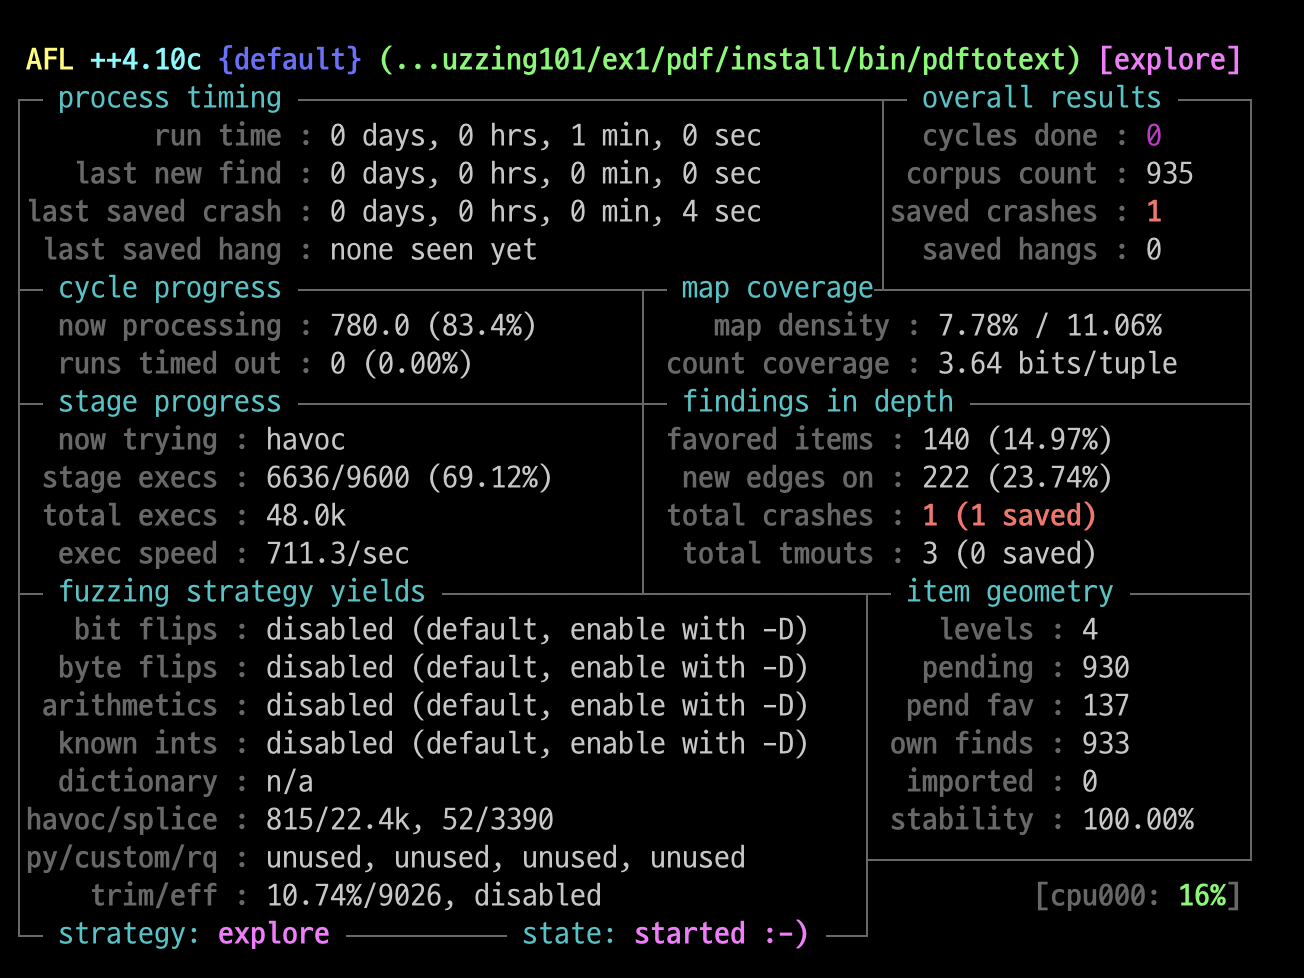 AFL ++4.10c {default} (...uzzing101/ex1/pdf/install/bin/pdftotext) [explore]
process timing overall results
run time : 0 days, 0 hrs, 1 min, 0 sec cycles done : 0
last new find : 0 days, 0 hrs, 0 min, 0 sec corpus count : 935
last saved crash : 0 days, 0 hrs, 0 min, 4 sec saved crashes : 1
last saved hang : none seen yet saved hangs : 0
cycle progress map coverage
now processing : 780.0 (83.4%) map density : 7.78% / 11.06%
runs timed out : 0 (0.00%) count coverage : 3.64 bits/tuple
stage progress findings in depth
now trying : havoc favored items : 140 (14.97%)
stage execs : 6636/9600 (69.12%) new edges on : 222 (23.74%)
total execs : 48.0k total crashes : 1 (1 saved)
exec speed : 711.3/sec total tmouts : 3 (0 saved)
fuzzing strategy yields item geometry
bit flips : disabled (default, enable with -D) levels : 4
byte flips : disabled (default, enable with -D) pending : 930
arithmetics : disabled (default, enable with -D) pend fav : 137
known ints : disabled (default, enable with -D) own finds : 933
dictionary : n/a imported : 0
havoc/splice : 815/22.4k, 52/3390 stability : 100.00%
py/custom/rq : unused, unused, unused, unused
trim/eff : 10.74%/9026, disabled [cpu000: 16%]
strategy: explore state: started :-)